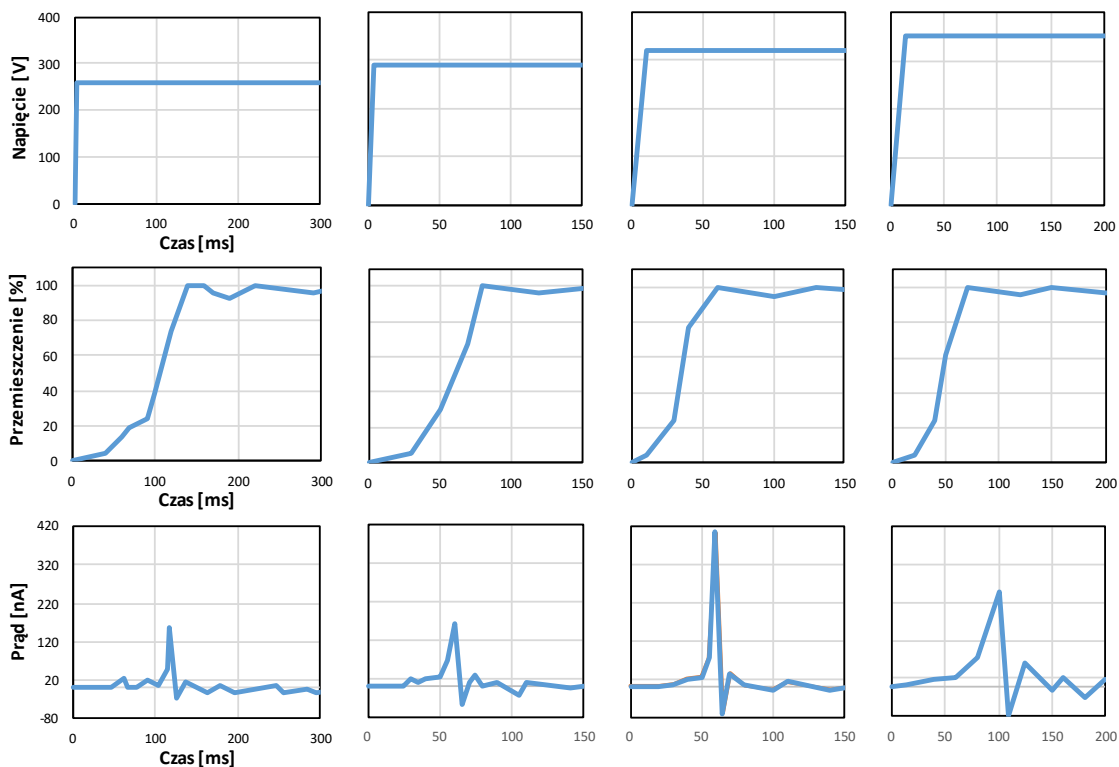 Napięcie [V]
400
300
200
100
0
0 100 200 300
Czas [ms]
0 50 100 150
0 50 100 150
0 50 100 150 200
Przemieszczenie [%]
100
80
60
40
20
0
0 100 200 300
Czas [ms]
0 50 100 150
0 50 100 150
0 50 100 150 200
Prąd [nA]
420
320
220
120
20
-80
0 100 200 300
Czas [ms]
0 50 100 150
0 50 100 150
0 50 100 150 200